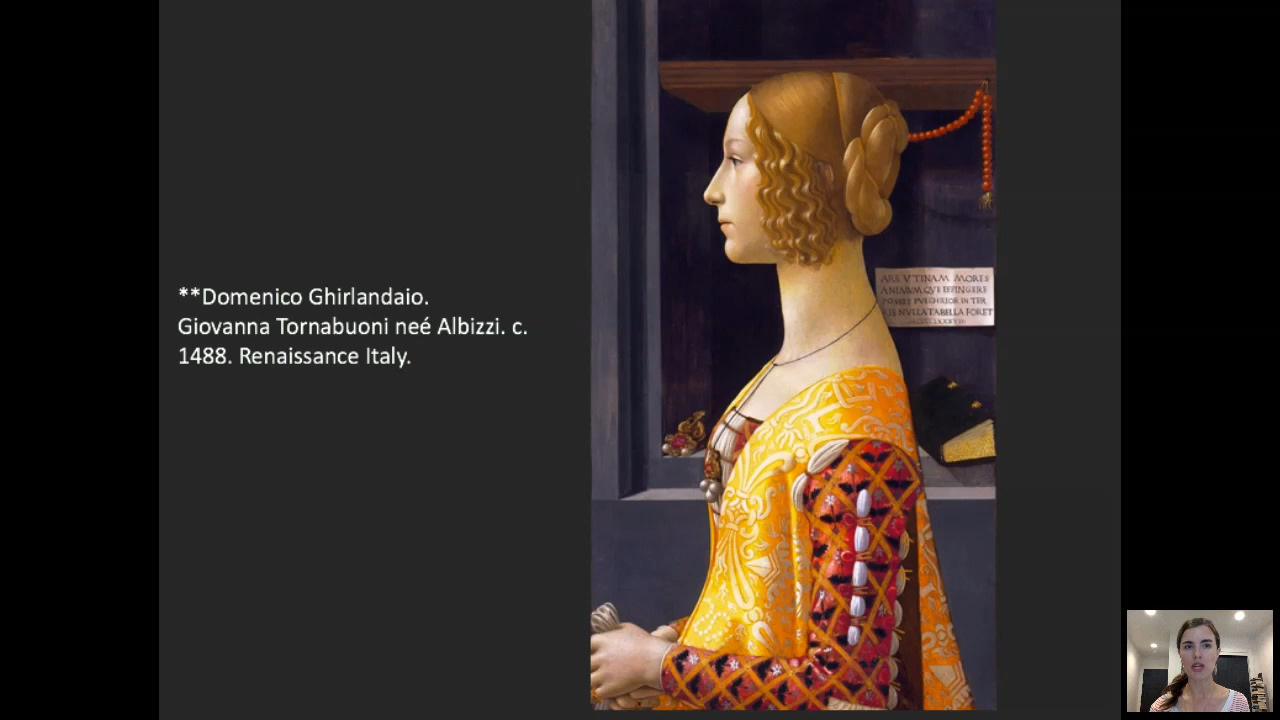 **Domenico Ghirlandaio.
Giovanna Tornabuoni neé Albizzi. c.
1488. Renaissance Italy.
ARS VTINAM MORES
ANIMVM QVE EFFINGERE
POSSES PVLCHRIOR IN TER
RIS NVLLA TABELLA FORET